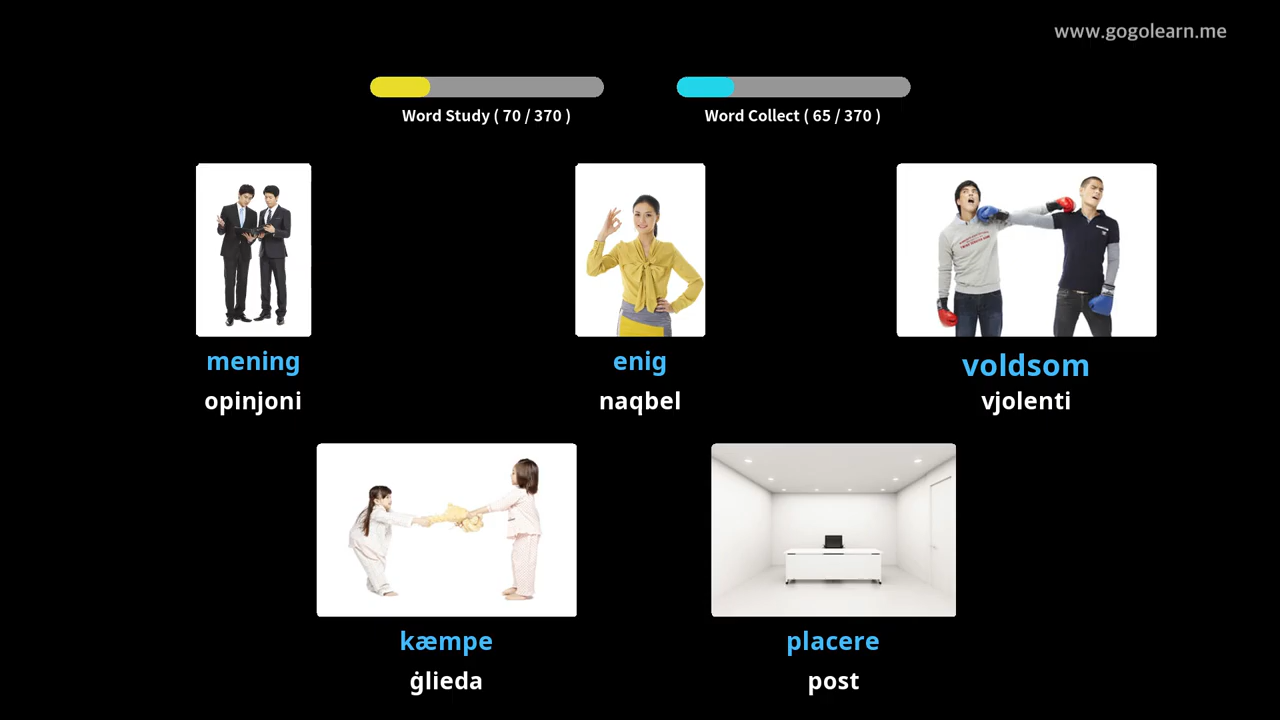 www.gogolearn.me
Word Study ( 70 / 370 )
Word Collect ( 65 / 370 )
mening
opinjoni
enig
naqbel
voldsom
vjolenti
kæmpe
ġlieda
placere
post